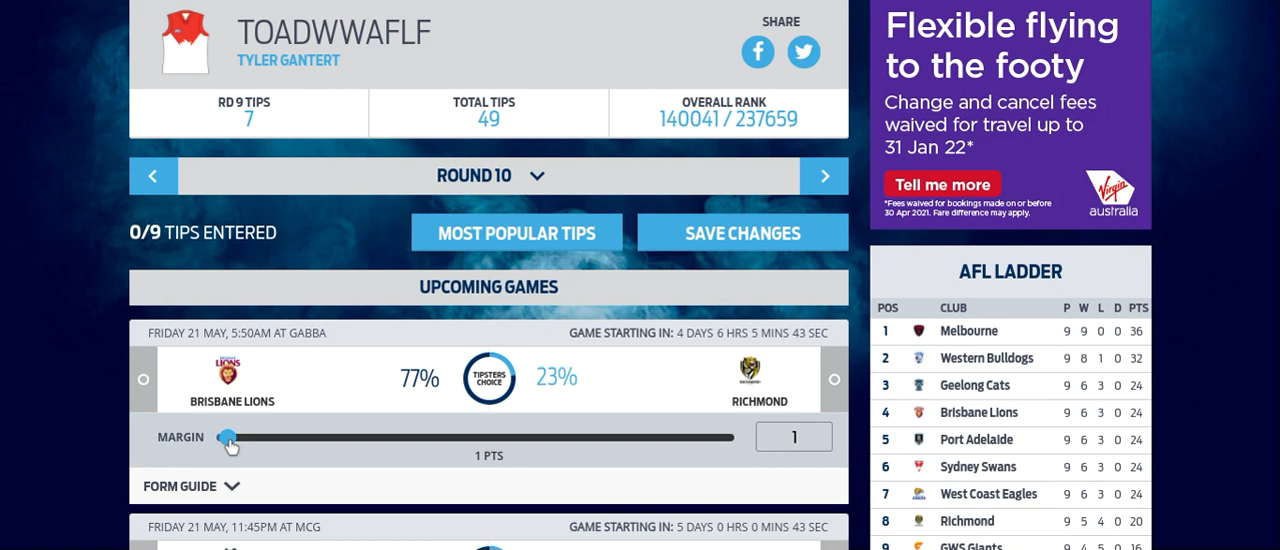 TOADWWAFLF
TYLER GANTERT
SHARE
RD 9 TIPS
7
TOTAL TIPS
49
OVERALL RANK
140041 / 237659
ROUND 10
0/9 TIPS ENTERED
MOST POPULAR TIPS
SAVE CHANGES
UPCOMING GAMES
FRIDAY 21 MAY, 5:50AM AT GABBA
GAME STARTING IN: 4 DAYS 6 HRS 5 MINS 43 SEC
LIONS
BRISBANE LIONS
77%
TIPSTERS
CHOICE
23%
RICHMOND
MARGIN
1
1 PTS
FORM GUIDE
FRIDAY 21 MAY, 11:45PM AT MCG
GAME STARTING IN: 5 DAYS 0 HRS 0 MINS 43 SEC
Flexible flying
to the footy
Change and cancel fees
waived for travel up to
31 Jan 22*
Tell me more
*Fees waived for bookings made on or before
30 Apr 2021. Fare difference may apply.
Virgin
australia
AFL LADDER
POS CLUB P W L D PTS
1 Melbourne 9 9 0 0 36
2 Western Bulldogs 9 8 1 0 32
3 Geelong Cats 9 6 3 0 24
4 Brisbane Lions 9 6 3 0 24
5 Port Adelaide 9 6 3 0 24
6 Sydney Swans 9 6 3 0 24
7 West Coast Eagles 9 6 3 0 24
8 Richmond 9 5 4 0 20
9 GWS Giants 9 4 5 0 16